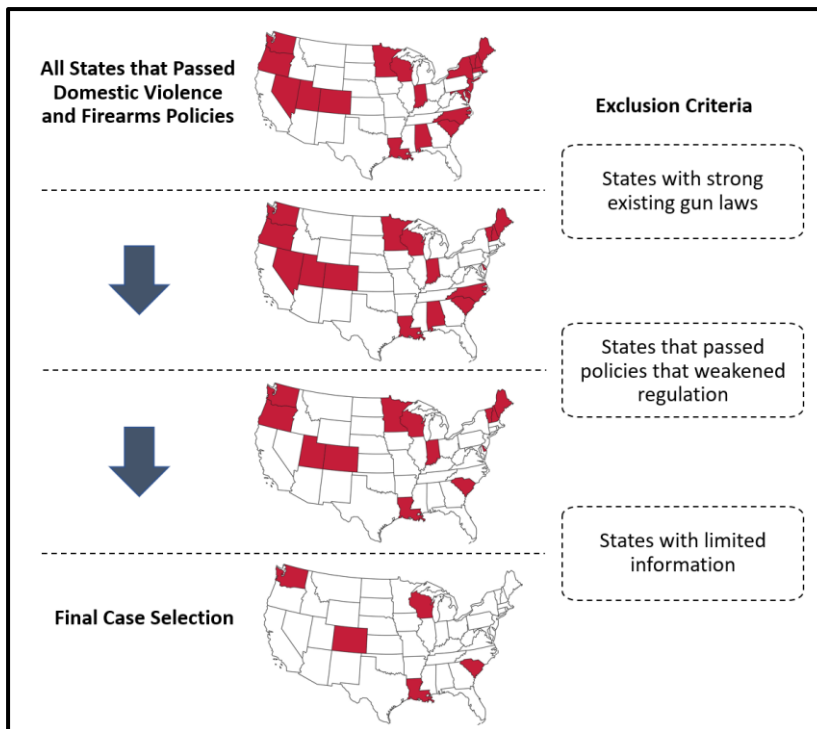 All States that Passed
Domestic Violence
and Firearms Policies
Exclusion Criteria
States with strong
existing gun laws
States that passed
policies that weakened
regulation
States with limited
information
Final Case Selection